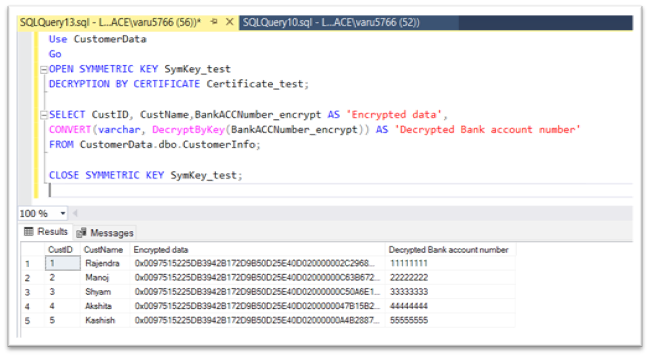 SQLQuery13.sql - L...ACE\varu5766 (56))* SQLQuery10.sql - L...ACE\varu5766 (52))
Use CustomerData
Go
OPEN SYMMETRIC KEY SymKey_test
DECRYPTION BY CERTIFICATE Certificate_test;
SELECT CustID, CustName,BankACCNumber_encrypt AS 'Encrypted data',
CONVERT(varchar, DecryptByKey(BankACCNumber_encrypt)) AS 'Decrypted Bank account number'
FROM CustomerData.dbo.CustomerInfo;
CLOSE SYMMETRIC KEY SymKey_test;
100 %
Results Messages
CustID CustName Encrypted data Decrypted Bank account number
1 1 Rajendra 0x0097515225DB3942B172D9B50D25E40D020000002C2968... 11111111
2 2 Manoj 0x0097515225DB3942B172D9B50D25E40D02000000C63B672... 22222222
3 3 Shyam 0x0097515225DB3942B172D9B50D25E40D02000000C50A6E1... 33333333
4 4 Akshita 0x0097515225DB3942B172D9B50D25E40D0200000047B15B2... 44444444
5 5 Kashish 0x0097515225DB3942B172D9B50D25E40D02000000A4B2887... 55555555